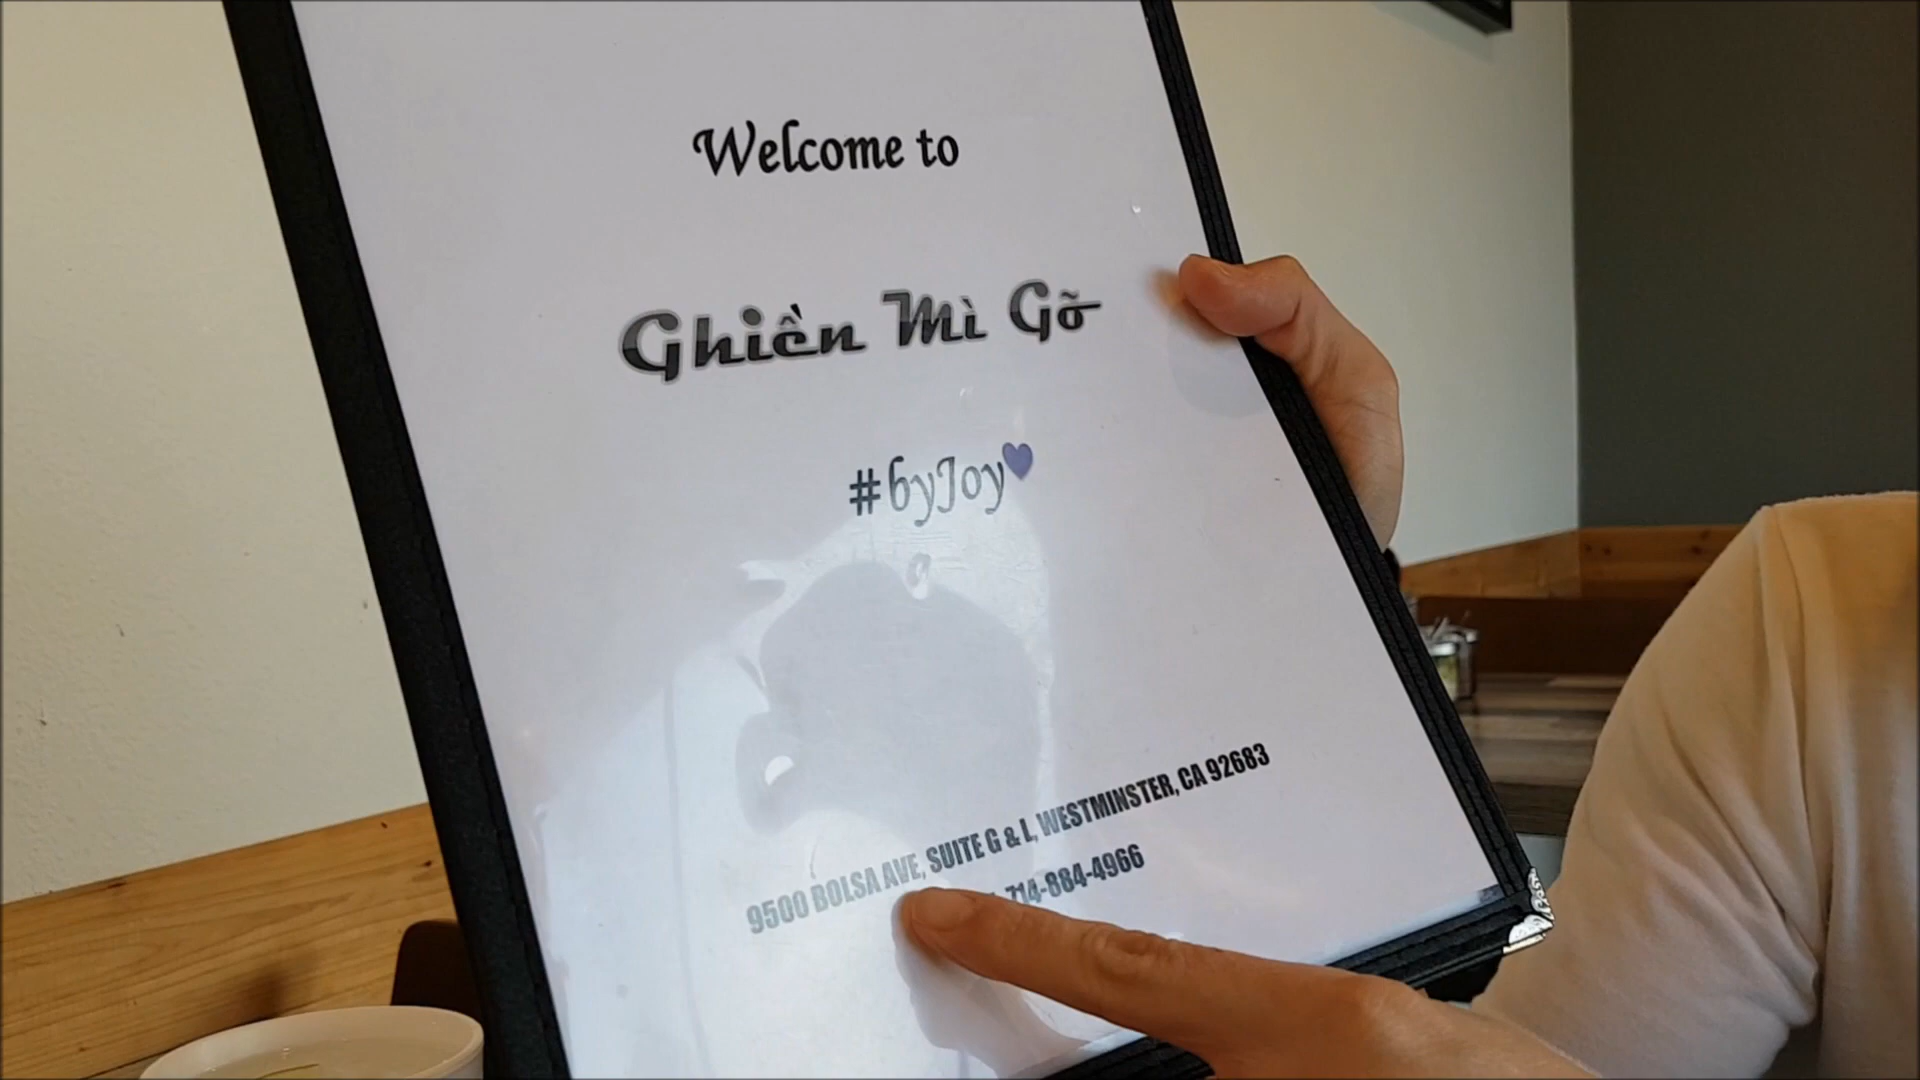 Welcome to
Ghiền Mì Gõ
#byJoy
9500 BOLSA AVE, SUITE G & L, WESTMINSTER, CA 92683
714-884-4966